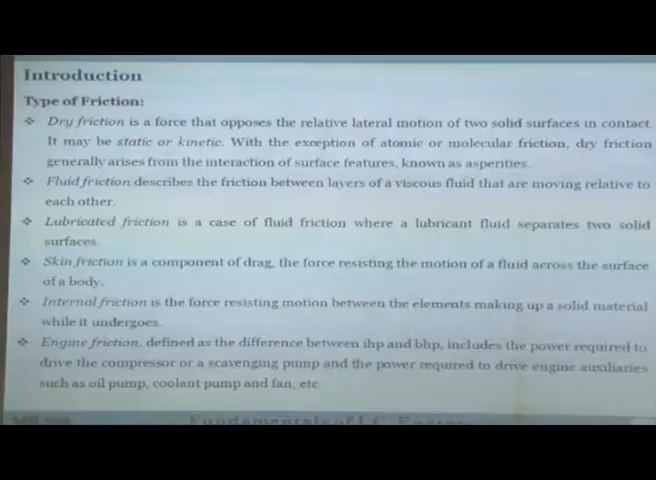 Introduction
Type of Friction:
❖ Dry friction is a force that opposes the relative lateral motion of two solid surfaces in contact.
It may be static or kinetic. With the exception of atomic or molecular friction, dry friction
generally arises from the interaction of surface features, known as asperities.
❖ Fluid friction describes the friction between layers of a viscous fluid that are moving relative to
each other.
❖ Lubricated friction is a case of fluid friction where a lubricant fluid separates two solid
surfaces.
❖ Skin friction is a component of drag, the force resisting the motion of a fluid across the surface
of a body.
❖ Internal friction is the force resisting motion between the elements making up a solid material
while it undergoes.
❖ Engine friction, defined as the difference between ihp and bhp, includes the power required to
drive the compressor or a scavenging pump and the power required to drive engine auxiliaries
such as oil pump, coolant pump and fan, etc
Fundamentals of I.C. Engine